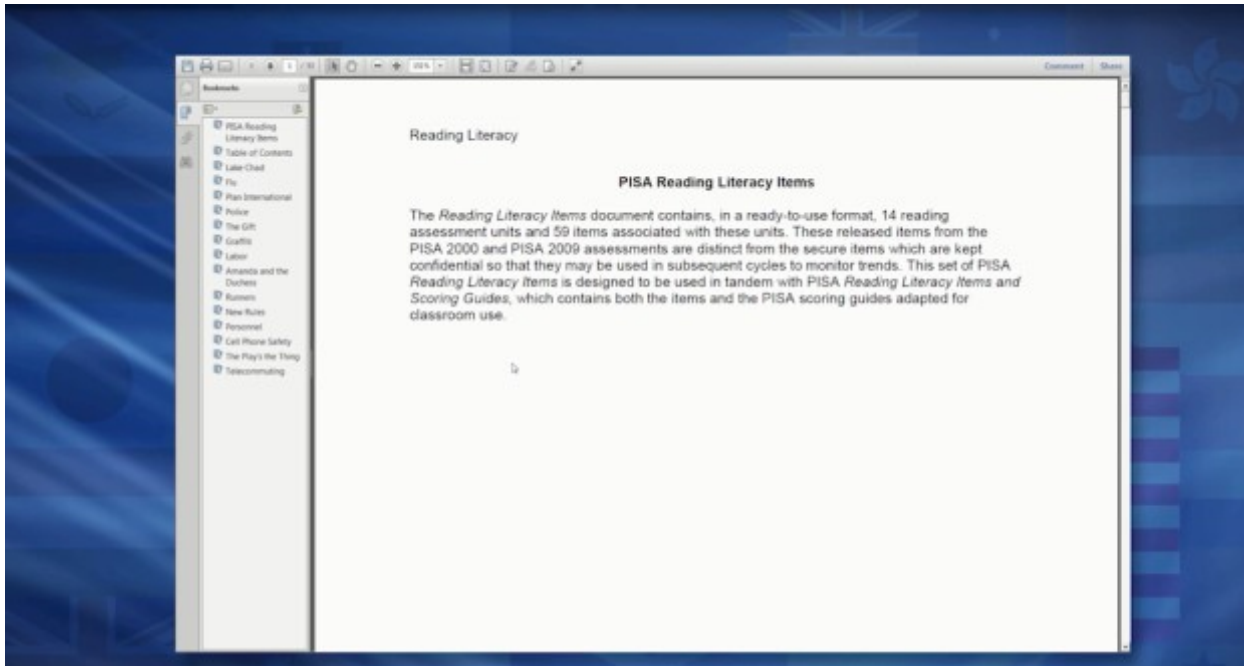 Comment Share
Bookmarks
PISA Reading
Literacy Items
Table of Contents
Lake Chad
Flu
Plan International
Police
The Gift
Graffiti
Labor
Amanda and the
Duchess
Runners
New Rules
Personnel
Cell Phone Safety
The Play's the Thing
Telecommuting
Reading Literacy
PISA Reading Literacy Items
The Reading Literacy Items document contains, in a ready-to-use format, 14 reading
assessment units and 59 items associated with these units. These released items from the
PISA 2000 and PISA 2009 assessments are distinct from the secure items which are kept
confidential so that they may be used in subsequent cycles to monitor trends. This set of PISA
Reading Literacy Items is designed to be used in tandem with PISA Reading Literacy Items and
Scoring Guides, which contains both the items and the PISA scoring guides adapted for
classroom use.